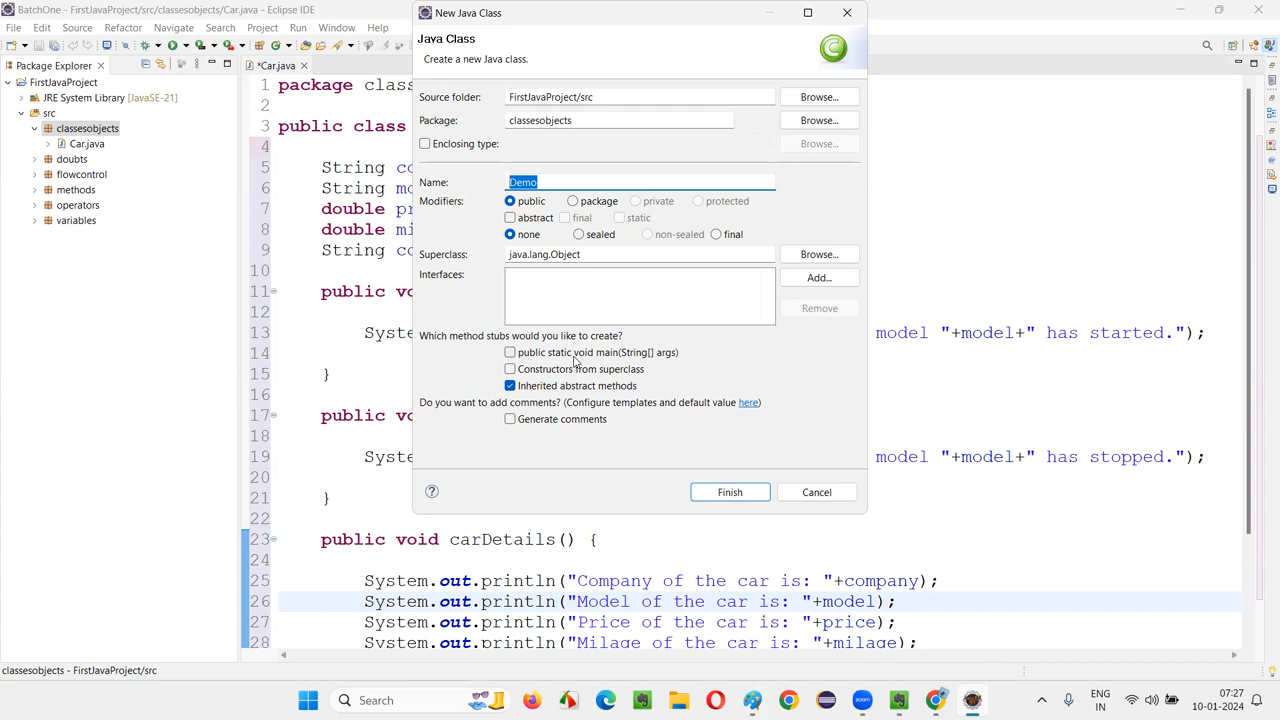 BatchOne - FirstJavaProject/src/classesobjects/Car.java - Eclipse IDE
File Edit Source Refactor Navigate Search Project Run Window Help
Package Explorer
FirstJavaProject
JRE System Library [JavaSE-21]
src
classesobjects
Car.java
doubts
flowcontrol
methods
operators
variables
*Car.java
1 package class
2
3 public class
4
5 String co
6 String mo
7 double pr
8 double mi
9 String co
10
11 public vo
12
13 System model "+model+" has started.");
14
15 }
16
17 public vo
18
19 System model "+model+" has stopped.");
20
21 }
22
23 public void carDetails() {
24
25 System.out.println("Company of the car is: "+company);
26 System.out.println("Model of the car is: "+model);
27 System.out.println("Price of the car is: "+price);
28 System.out.println("Milage of the car is: "+milage);
New Java Class
Java Class
Create a new Java class.
C
Source folder: FirstJavaProject/src Browse...
Package: classesobjects Browse...
Enclosing type: Browse...
Name: Demo
Modifiers: public package private protected
abstract final static
none sealed non-sealed final
Superclass: java.lang.Object Browse...
Interfaces: Add...
Remove
Which method stubs would you like to create?
public static void main(String[] args)
Constructors from superclass
Inherited abstract methods
Do you want to add comments? (Configure templates and default value here)
Generate comments
? Finish Cancel
classesobjects - FirstJavaProject/src
Search
zoom
ENG
IN
07:27
10-01-2024